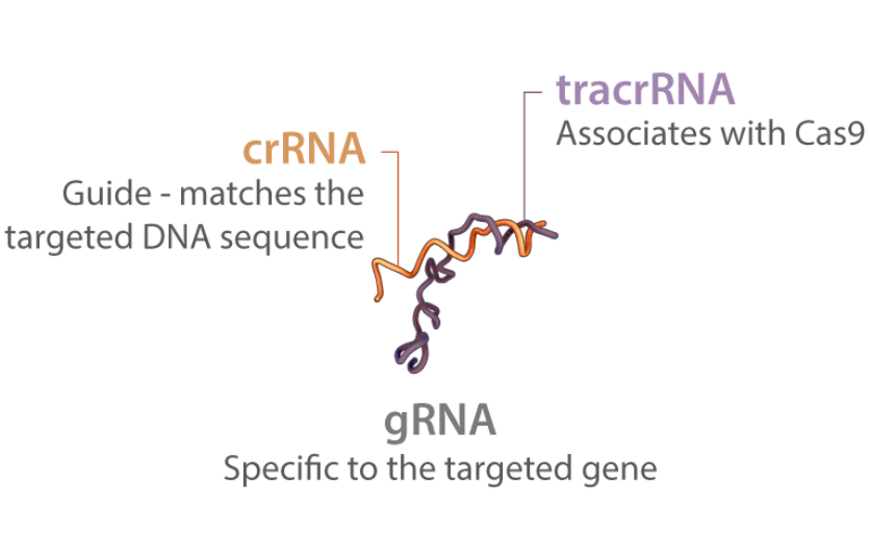 tracrRNA
Associates with Cas9
crRNA
Guide - matches the
targeted DNA sequence
gRNA
Specific to the targeted gene